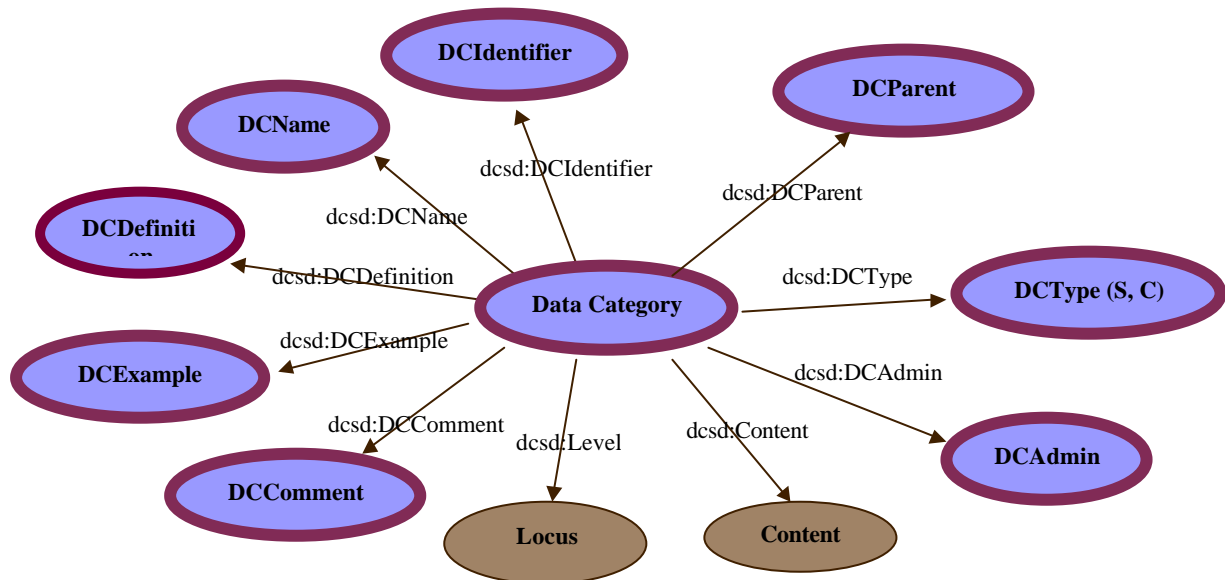 DCIdentifier
DCParent
DCName
dcsd:DCIdentifier
dcsd:DCParent
dcsd:DCName
DCDefiniti
on
dcsd:DCDefinition
dcsd:DCType
Data Category
DCType (S, C)
dcsd:DCExample
DCExample
dcsd:DCAdmin
dcsd:DCComment
dcsd:Level
dcsd:Content
DCAdmin
DCComment
Locus
Content